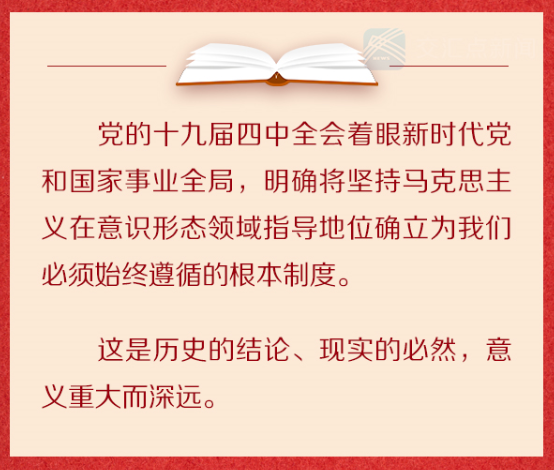 党的十九届四中全会着眼新时代党
和国家事业全局，明确将坚持马克思主
义在意识形态领域指导地位确立为我们
必须始终遵循的根本制度。
这是历史的结论、现实的必然，意
义重大而深远。